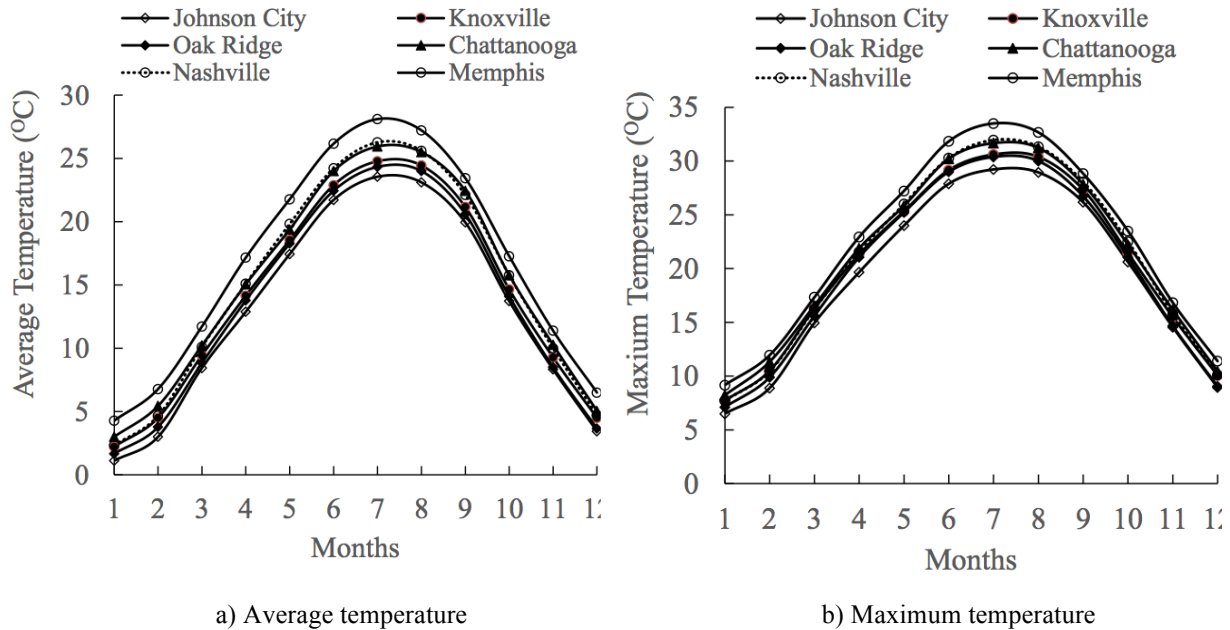 Johnson City Knoxville
Oak Ridge Chattanooga
Nashville Memphis
Average Temperature (OC)
30
25
20
15
10
5
0
1 2 3 4 5 6 7 8 9 10 11 12
Months
a) Average temperature
Johnson City Knoxville
Oak Ridge Chattanooga
Nashville Memphis
Maxium Temperature (OC)
35
30
25
20
15
10
5
0
1 2 3 4 5 6 7 8 9 10 11 12
Months
b) Maximum temperature